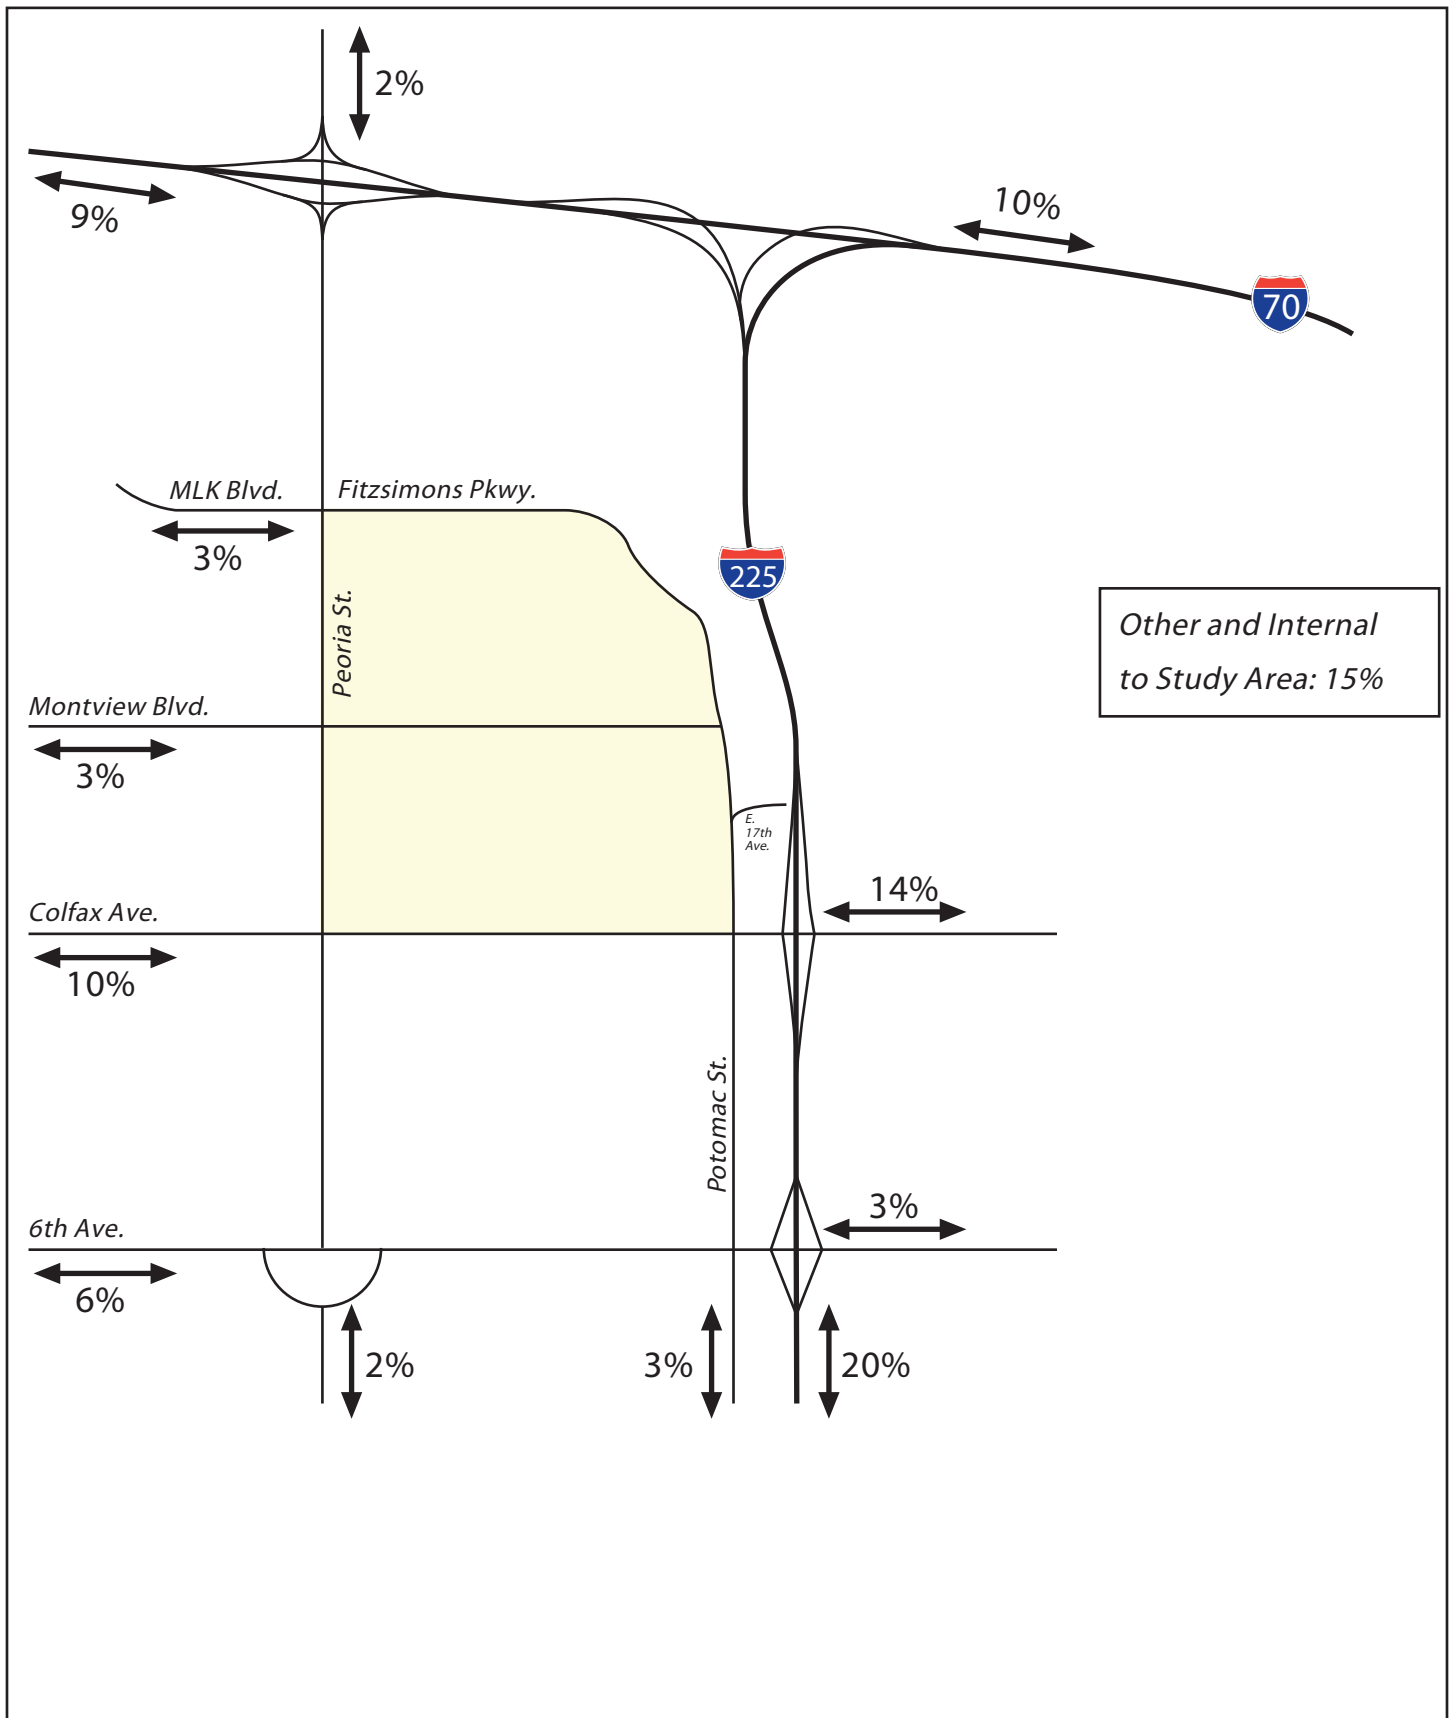 2%
9%
10%
70
MLK Blvd.
Fitzsimons Pkwy.
3%
225
Peoria St.
Other and Internal
to Study Area: 15%
Montview Blvd.
3%
E.
17th
Ave.
14%
Colfax Ave.
10%
Potomac St.
3%
6th Ave.
6%
2%
3%
20%